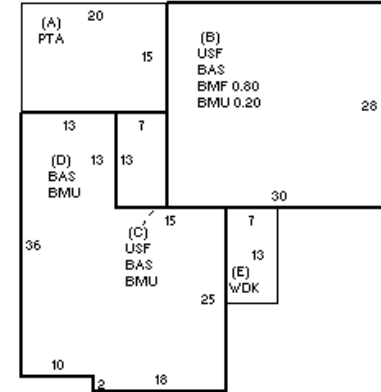 (A)
PTA
20
15
(B)
USF
BAS
BMF 0.80
BMU 0.20
28
30
13
7
13
13
(D)
BAS
BMU
36
15
(C)
USF
BAS
BMU
7
13
(E)
WDK
25
10
2
18